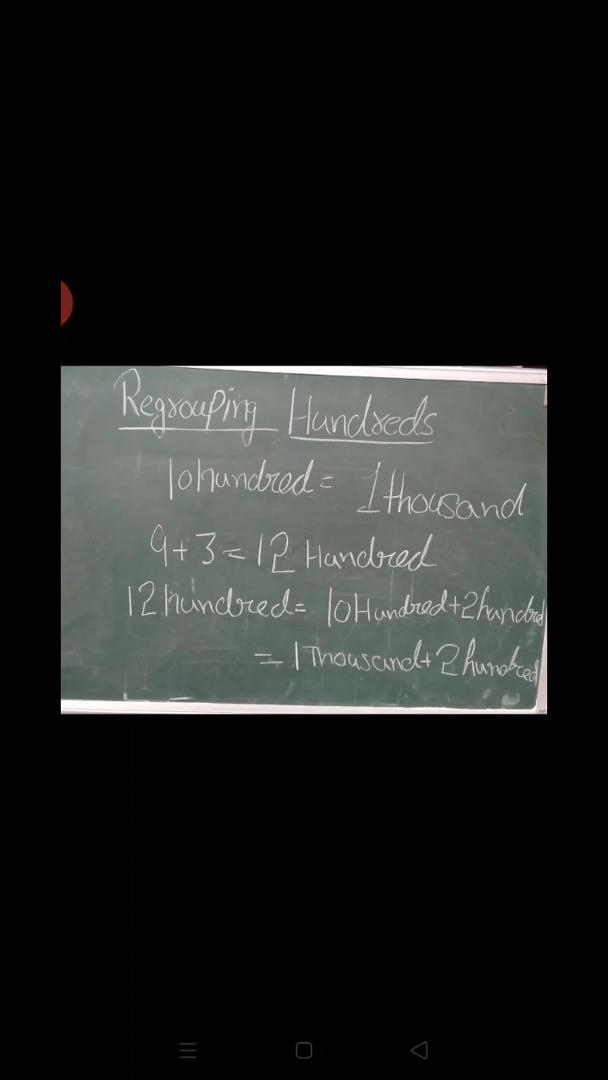 Regrouping Hundreds
10 hundred = 1 thousand
9 + 3 = 12 Hundred
12 hundred = 10 Hundred + 2 hundred
= 1 Thousand + 2 hundred